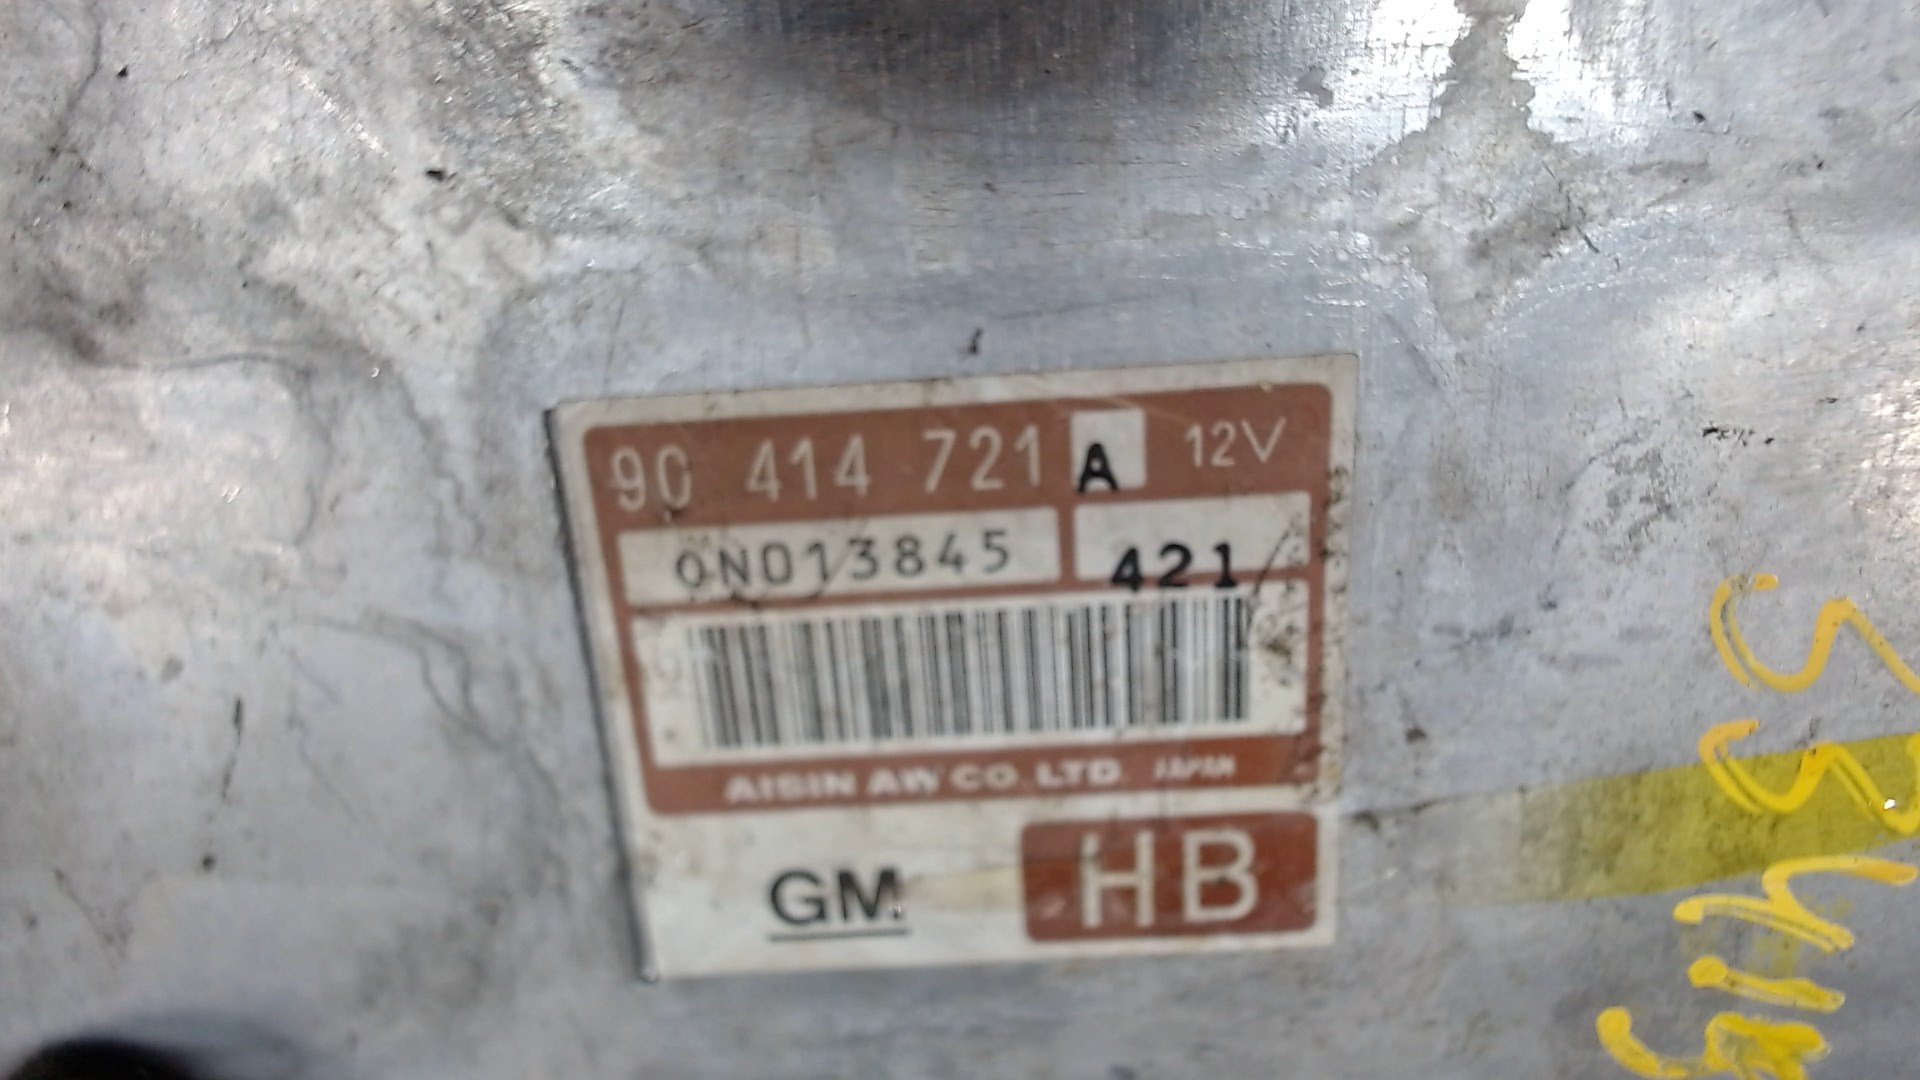 90 414 721 A 12V
0N013845 421
AISIN AW CO. LTD. JAPAN
GM HB